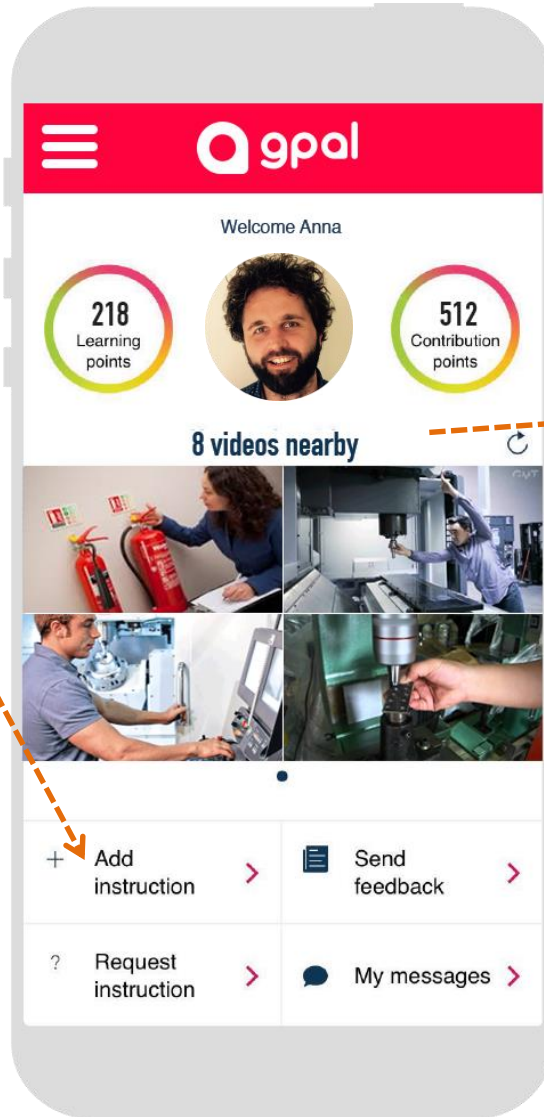 gpal
Welcome Anna
218
Learning
points
512
Contribution
points
8 videos nearby
+ Add
instruction
Send
feedback
? Request
instruction
My messages